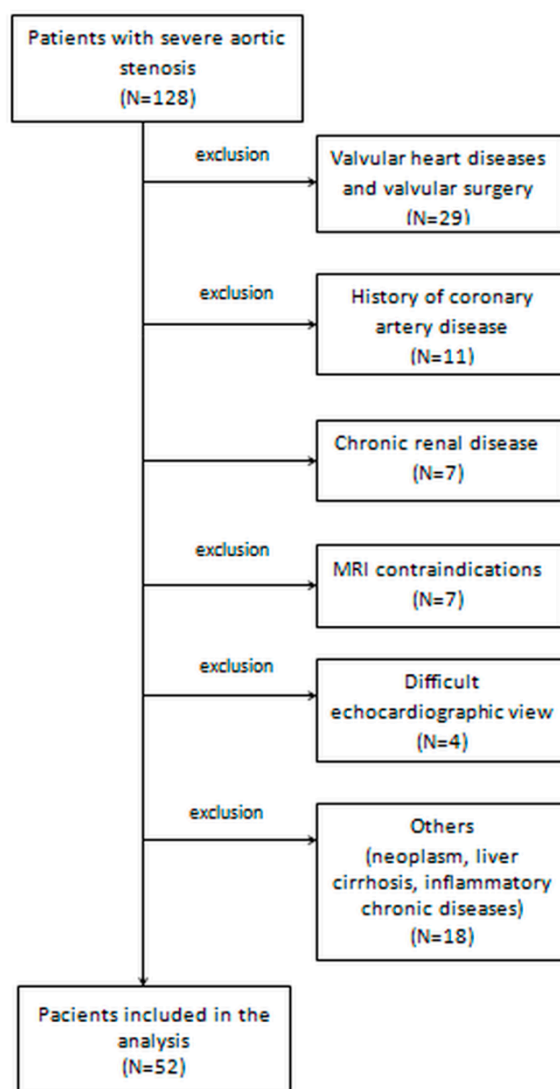 Patients with severe aortic
stenosis
(N=128)
exclusion
Valvular heart diseases
and valvular surgery
(N=29)
exclusion
History of coronary
artery disease
(N=11)
Chronic renal disease
(N=7)
exclusion
MRI contraindications
(N=7)
exclusion
Difficult
echocardiographic view
(N=4)
exclusion
Others
(neoplasm, liver
cirrhosis, inflammatory
chronic diseases)
(N=18)
Pacients included in the
analysis
(N=52)